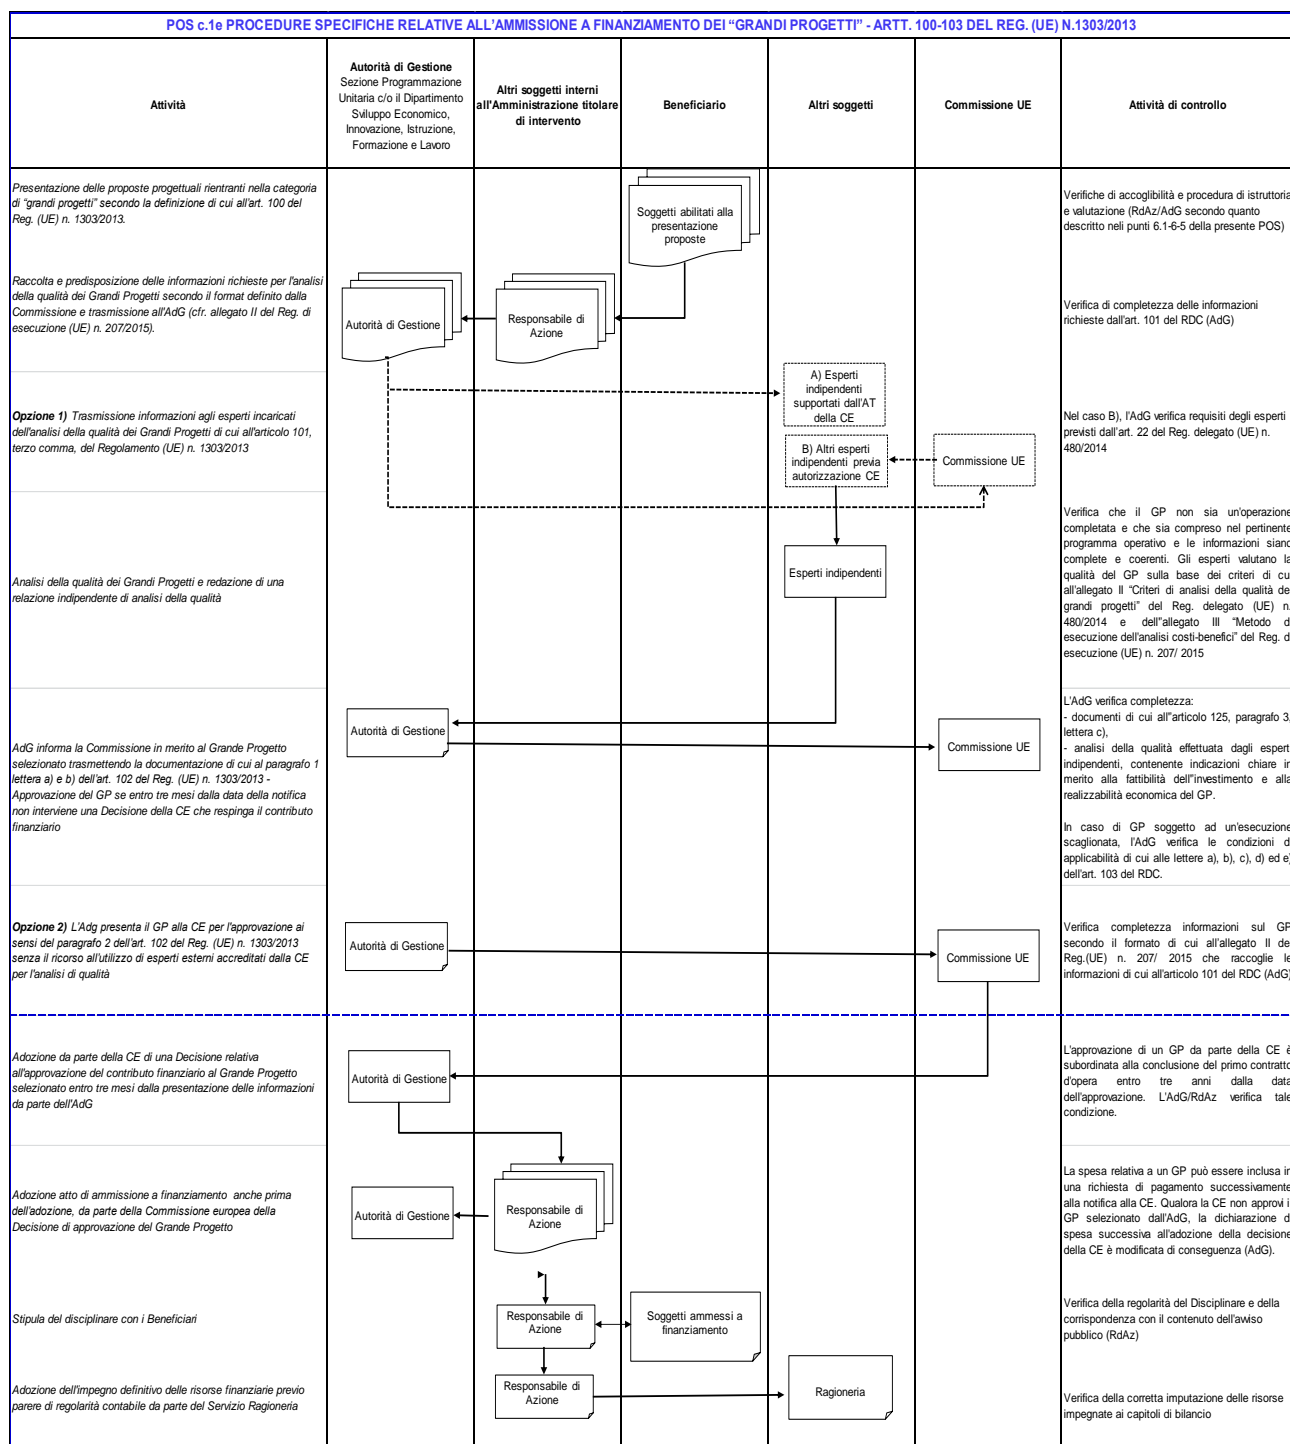 POS c.1e PROCEDURE SPECIFICHE RELATIVE ALL'AMMISSIONE A FINANZIAMENTO DEI “GRANDI PROGETTI” - ARTT. 100-103 DEL REG. (UE) N.1303/2013
Attività
Autorità di Gestione
Sezione Programmazione
Unitaria c/o il Dipartimento
Sviluppo Economico,
Innovazione, Istruzione,
Formazione e Lavoro
Altri soggetti interni
all'Amministrazione titolare
di intervento
Beneficiario
Altri soggetti
Commissione UE
Attività di controllo
Presentazione delle proposte progettuali rientranti nella categoria
di “grandi progetti” secondo la definizione di cui all'art. 100 del
Reg. (UE) n. 1303/2013.
Soggetti abilitati alla
presentazione
proposte
Verifiche di accoglibilità e procedura di istruttoria
e valutazione (RdAz/AdG secondo quanto
descritto neli punti 6.1-6-5 della presente POS)
Raccolta e predisposizione delle informazioni richieste per l'analisi
della qualità dei Grandi Progetti secondo il format definito dalla
Commissione e trasmissione all'AdG (cfr. allegato II del Reg. di
esecuzione (UE) n. 207/2015).
Autorità di Gestione
Responsabile di
Azione
Verifica di completezza delle informazioni
richieste dall'art. 101 del RDC (AdG)
Opzione 1) Trasmissione informazioni agli esperti incaricati
dell'analisi della qualità dei Grandi Progetti di cui all'articolo 101,
terzo comma, del Regolamento (UE) n. 1303/2013
A) Esperti
indipendenti
supportati dall'AT
della CE
B) Altri esperti
indipendenti previa
autorizzazione CE
Commissione UE
Nel caso B), l'AdG verifica requisiti degli esperti
previsti dall'art. 22 del Reg. delegato (UE) n.
480/2014
Analisi della qualità dei Grandi Progetti e redazione di una
relazione indipendente di analisi della qualità
Esperti indipendenti
Verifica che il GP non sia un'operazione
completata e che sia compreso nel pertinente
programma operativo e le informazioni siano
complete e coerenti. Gli esperti valutano la
qualità del GP sulla base dei criteri di cu
all'allegato II “Criteri di analisi della qualità de
grandi progetti” del Reg. delegato (UE) n.
480/2014 e dell''allegato III “Metodo d
esecuzione dell'analisi costi-benefici” del Reg. d
esecuzione (UE) n. 207/ 2015
AdG informa la Commissione in merito al Grande Progetto
selezionato trasmettendo la documentazione di cui al paragrafo 1
lettera a) e b) dell'art. 102 del Reg. (UE) n. 1303/2013 -
Approvazione del GP se entro tre mesi dalla data della notifica
non interviene una Decisione della CE che respinga il contributo
finanziario
Autorità di Gestione
Commissione UE
L'AdG verifica completezza:
- documenti di cui all''articolo 125, paragrafo 3,
lettera c),
- analisi della qualità effettuata dagli espert
indipendenti, contenente indicazioni chiare in
merito alla fattibilità dell''investimento e alla
realizzabilità economica del GP.
In caso di GP soggetto ad un'esecuzione
scaglionata, l'AdG verifica le condizioni d
applicabilità di cui alle lettere a), b), c), d) ed e)
dell'art. 103 del RDC.
Opzione 2) L'Adg presenta il GP alla CE per l'approvazione ai
sensi del paragrafo 2 dell'art. 102 del Reg. (UE) n. 1303/2013
senza il ricorso all'utilizzo di esperti esterni accreditati dalla CE
per l'analisi di qualità
Autorità di Gestione
Commissione UE
Verifica completezza informazioni sul GP
secondo il formato di cui all'allegato II de
Reg.(UE) n. 207/ 2015 che raccoglie le
informazioni di cui all'articolo 101 del RDC (AdG)
Adozione da parte della CE di una Decisione relativa
all'approvazione del contributo finanziario al Grande Progetto
selezionato entro tre mesi dalla presentazione delle informazioni
da parte dell'AdG
Autorità di Gestione
L'approvazione di un GP da parte della CE è
subordinata alla conclusione del primo contratto
d'opera entro tre anni dalla data
dell'approvazione. L'AdG/RdAz verifica tale
condizione.
Adozione atto di ammissione a finanziamento anche prima
dell'adozione, da parte della Commissione europea della
Decisione di approvazione del Grande Progetto
Autorità di Gestione
Responsabile di
Azione
La spesa relativa a un GP può essere inclusa in
una richiesta di pagamento successivamente
alla notifica alla CE. Qualora la CE non approvi i
GP selezionato dall'AdG, la dichiarazione d
spesa successiva all'adozione della decisione
della CE è modificata di conseguenza (AdG).
Stipula del disciplinare con i Beneficiari
Responsabile di
Azione
Soggetti ammessi a
finanziamento
Verifica della regolarità del Disciplinare e della
corrispondenza con il contenuto dell'avviso
pubblico (RdAz)
Adozione dell'impegno definitivo delle risorse finanziarie previo
parere di regolarità contabile da parte del Servizio Ragioneria
Responsabile di
Azione
Ragioneria
Verifica della corretta imputazione delle risorse
impegnate ai capitoli di bilancio